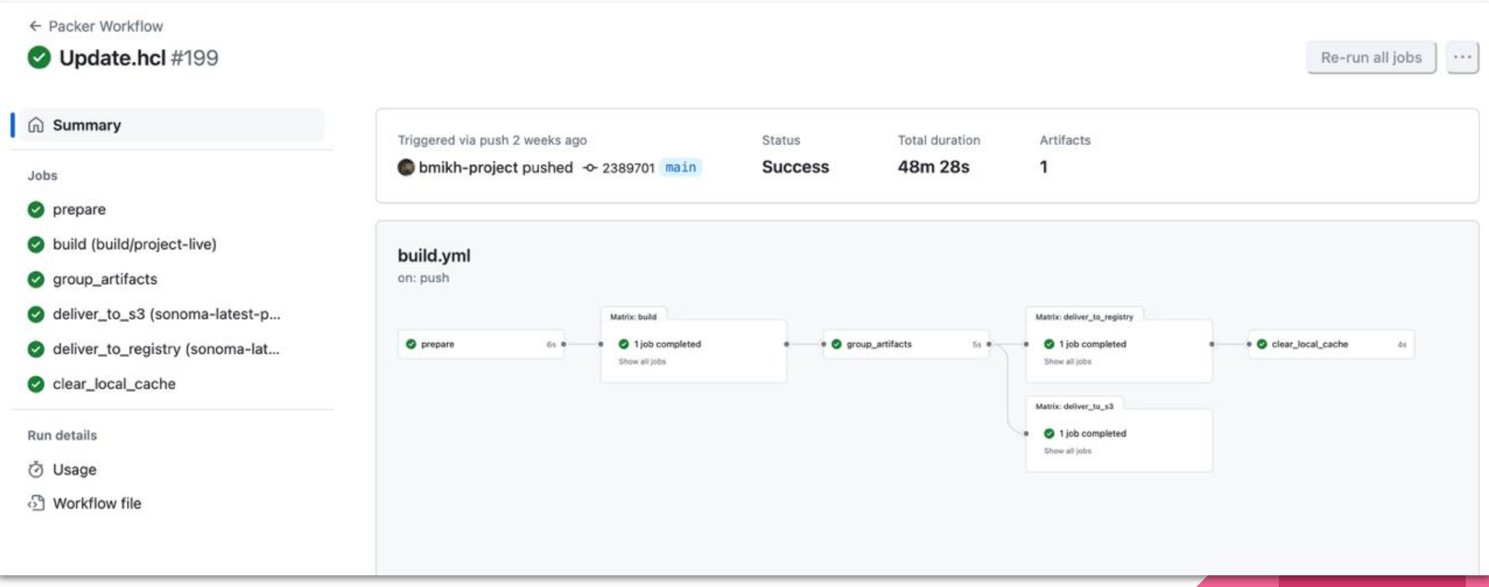 ← Packer Workflow
Update.hcl #199
Re-run all jobs ...
Summary
Jobs
prepare
build (build/project-live)
group_artifacts
deliver_to_s3 (sonoma-latest-p...
deliver_to_registry (sonoma-lat...
clear_local_cache
Run details
Usage
Workflow file
Triggered via push 2 weeks ago
bmikh-project pushed 2389701 main
Status
Success
Total duration
48m 28s
Artifacts
1
build.yml
on: push
prepare 6s
Matrix: build
1 job completed
Show all jobs
group_artifacts 5s
Matrix: deliver_to_registry
1 job completed
Show all jobs
Matrix: deliver_to_s3
1 job completed
Show all jobs
clear_local_cache 4s